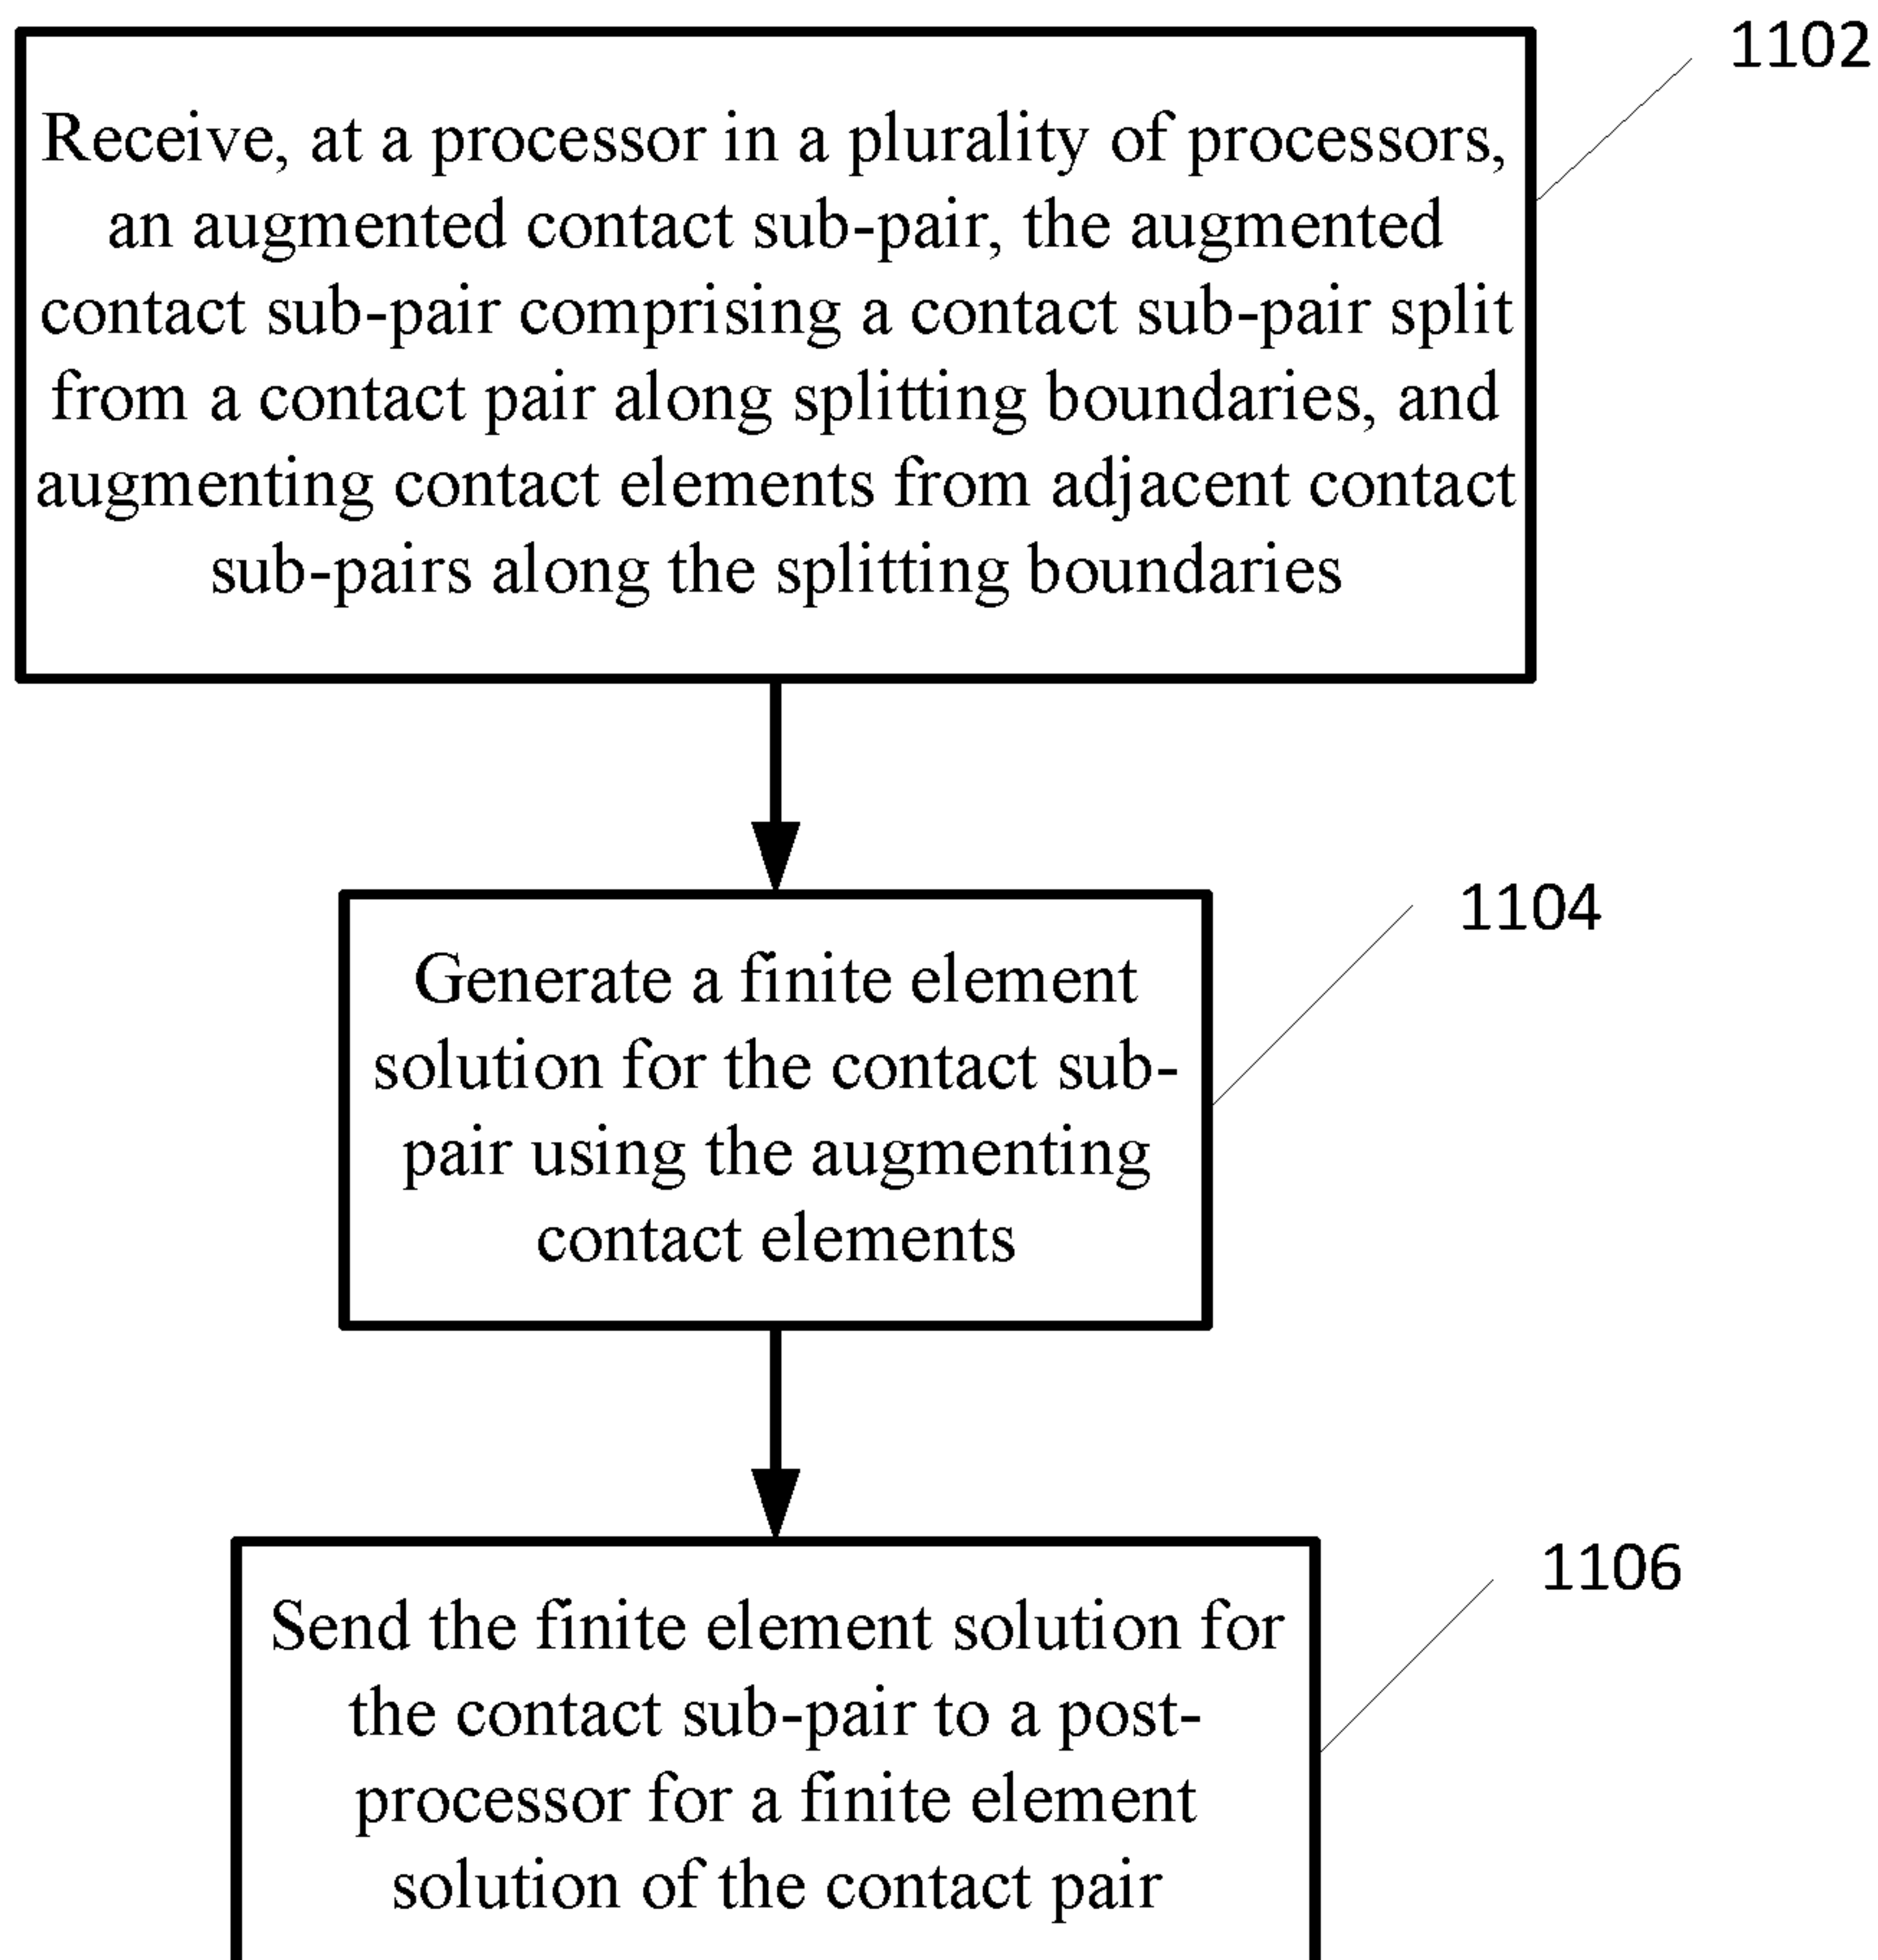 1102
Receive, at a processor in a plurality of processors,
an augmented contact sub-pair, the augmented
contact sub-pair comprising a contact sub-pair split
from a contact pair along splitting boundaries, and
augmenting contact elements from adjacent contact
sub-pairs along the splitting boundaries
1104
Generate a finite element
solution for the contact sub-
pair using the augmenting
contact elements
1106
Send the finite element solution for
the contact sub-pair to a post-
processor for a finite element
solution of the contact pair